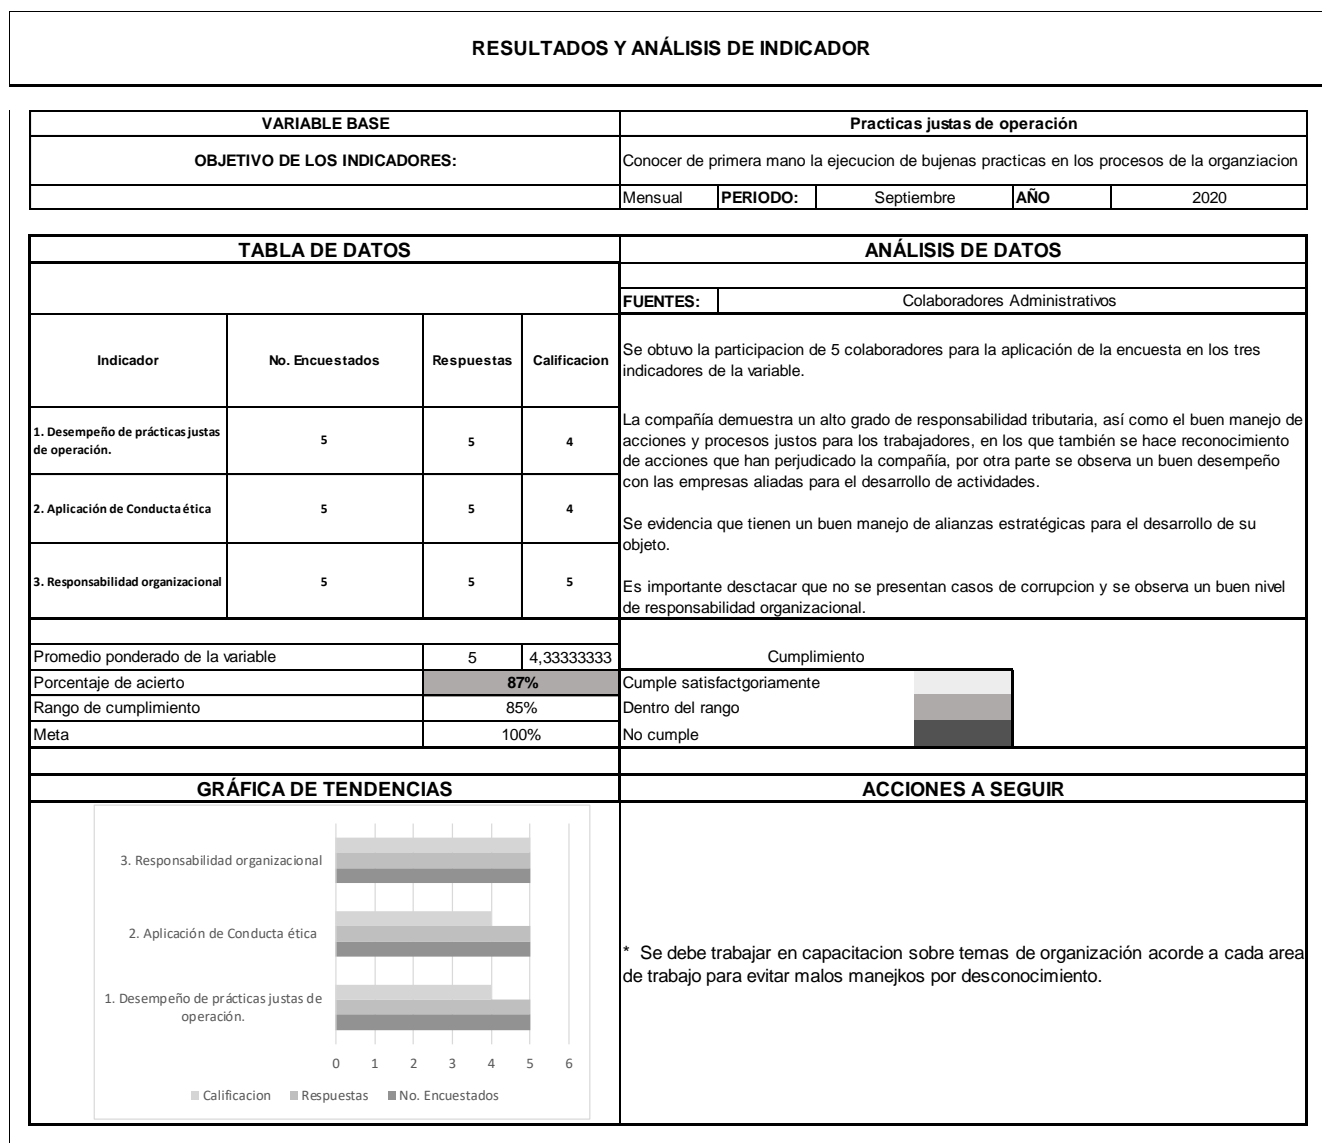 RESULTADOS Y ANÁLISIS DE INDICADOR
VARIABLE BASE
Practicas justas de operación
OBJETIVO DE LOS INDICADORES:
Conocer de primera mano la ejecucion de bujenas practicas en los procesos de la organziacion
Mensual PERIODO: Septiembre AÑO 2020
TABLA DE DATOS
ANÁLISIS DE DATOS
FUENTES: Colaboradores Administrativos
Indicador No. Encuestados Respuestas Calificacion
1. Desempeño de prácticas justas
de operación.
5 5 4
2. Aplicación de Conducta ética 5 5 4
3. Responsabilidad organizacional 5 5 5
Se obtuvo la participacion de 5 colaboradores para la aplicación de la encuesta en los tres
indicadores de la variable.
La compañía demuestra un alto grado de responsabilidad tributaria, así como el buen manejo de
acciones y procesos justos para los trabajadores, en los que también se hace reconocimiento
de acciones que han perjudicado la compañía, por otra parte se observa un buen desempeño
con las empresas aliadas para el desarrollo de actividades.
Se evidencia que tienen un buen manejo de alianzas estratégicas para el desarrollo de su
objeto.
Es importante desctacar que no se presentan casos de corrupcion y se observa un buen nivel
de responsabilidad organizacional.
Promedio ponderado de la variable 5 4,33333333
Porcentaje de acierto 87%
Rango de cumplimiento 85%
Meta 100%
Cumplimiento
Cumple satisfactgoriamente
Dentro del rango
No cumple
GRÁFICA DE TENDENCIAS
3. Responsabilidad organizacional
2. Aplicación de Conducta ética
1. Desempeño de prácticas justas de
operación.
0 1 2 3 4 5 6
Calificacion Respuestas No. Encuestados
ACCIONES A SEGUIR
* Se debe trabajar en capacitacion sobre temas de organización acorde a cada area
de trabajo para evitar malos manejkos por desconocimiento.